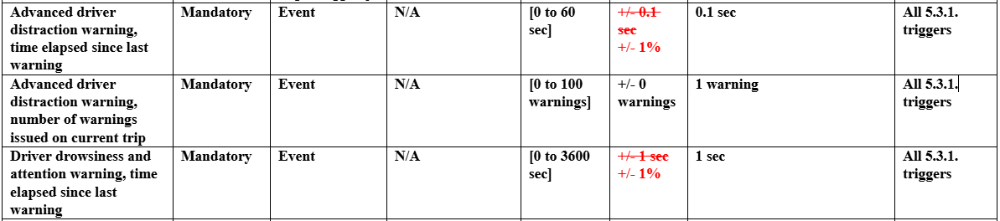 Advanced driver distraction warning, time elapsed since last warning | Mandatory | Event | N/A | [0 to 60 sec] | +/- 0.1 sec +/- 1% | 0.1 sec | All 5.3.1. triggers
Advanced driver distraction warning, number of warnings issued on current trip | Mandatory | Event | N/A | [0 to 100 warnings] | +/- 0 warnings | 1 warning | All 5.3.1. triggers
Driver drowsiness and attention warning, time elapsed since last warning | Mandatory | Event | N/A | [0 to 3600 sec] | +/- 1 sec +/- 1% | 1 sec | All 5.3.1. triggers